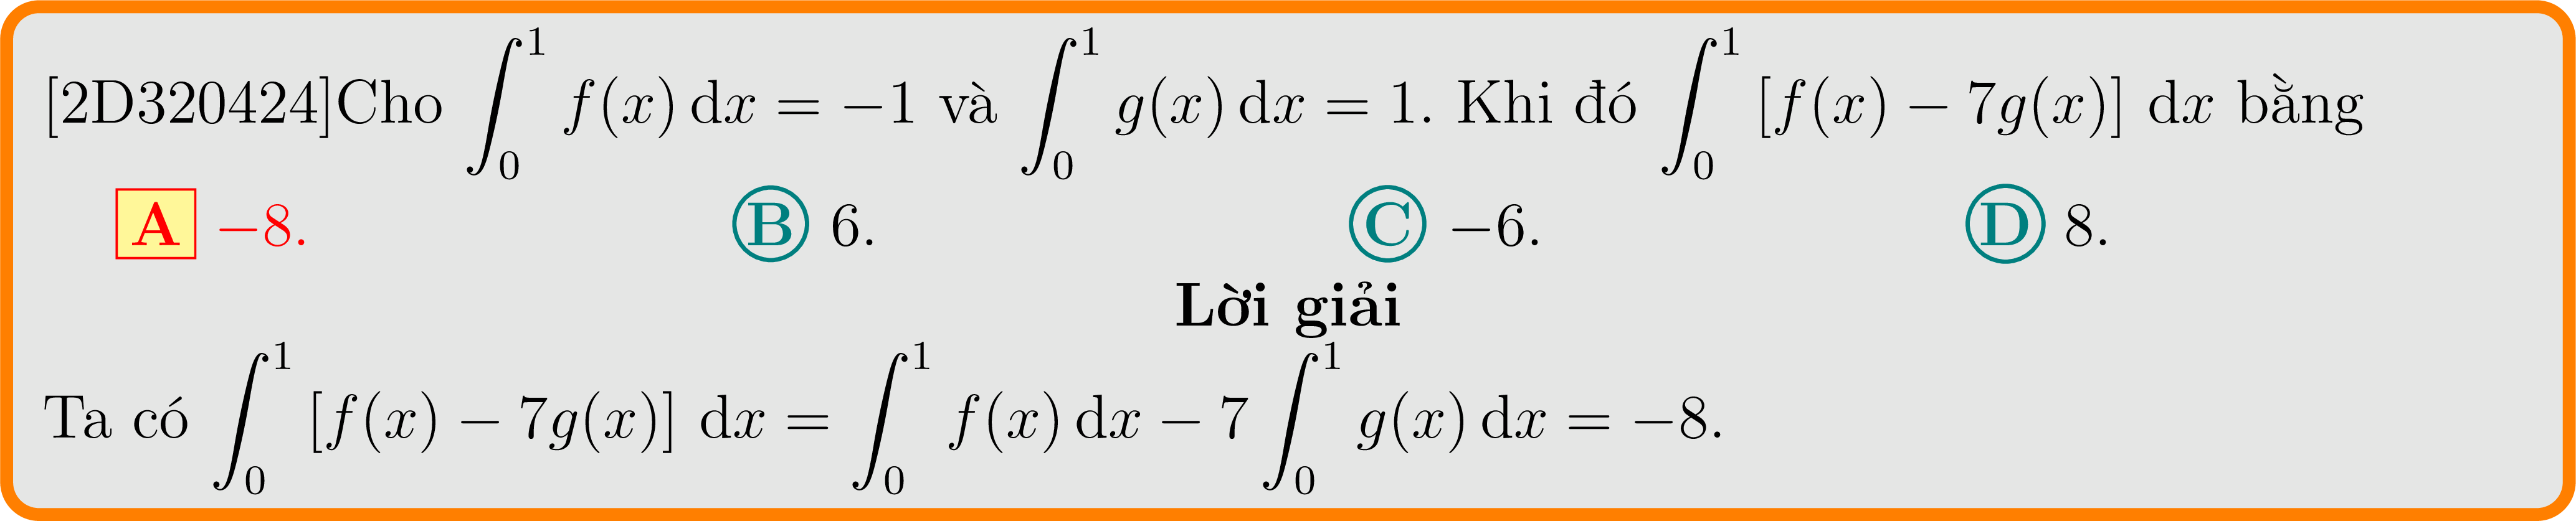 [2D320424]Cho $\int_0^1 f(x)\,\mathrm{d}x = -1$ và $\int_0^1 g(x)\,\mathrm{d}x = 1$. Khi đó $\int_0^1 [f(x) - 7g(x)]\,\mathrm{d}x$ bằng
A −8. B 6. C −6. D 8.
Lời giải
Ta có $\int_0^1 [f(x) - 7g(x)]\,\mathrm{d}x = \int_0^1 f(x)\,\mathrm{d}x - 7\int_0^1 g(x)\,\mathrm{d}x = -8$.